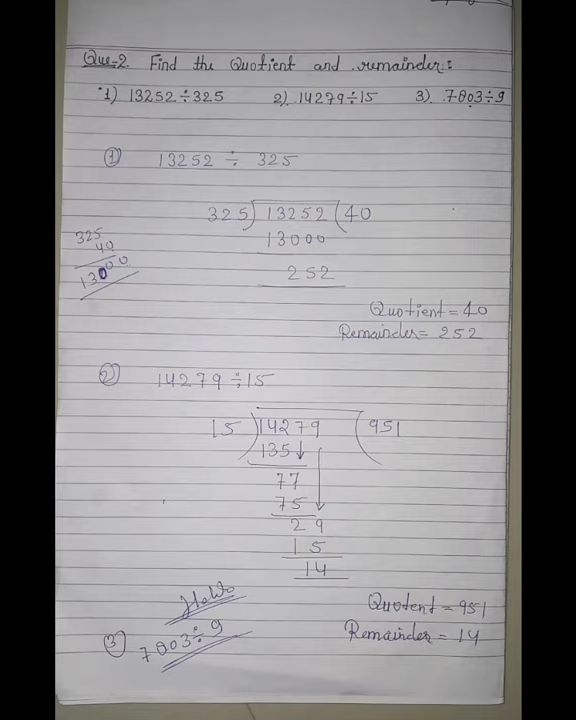 Que-2. Find the Quotient and remainder:
1) 13252÷325 2) 14279÷15 3) 7803÷9
① 13252 ÷ 325
325) 13252 (40
13000
252
325
40
13000
Quotient = 40
Remainder= 252
② 14279÷15
15) 14279 (951
135↓
77
75
29
15
14
Quotent = 951
Remainder = 14
H.W.
③ 7803÷9